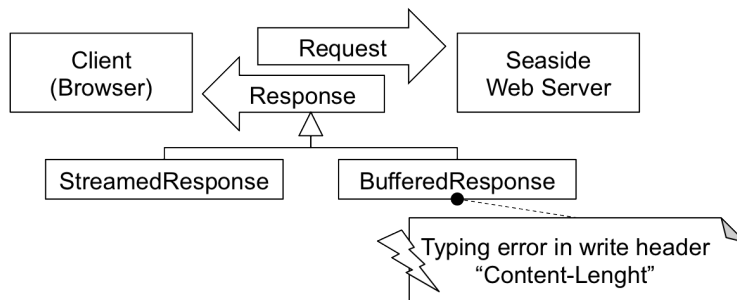 Client
(Browser)
Request
Response
Seaside
Web Server
StreamedResponse
BufferedResponse
Typing error in write header
“Content-Lenght”